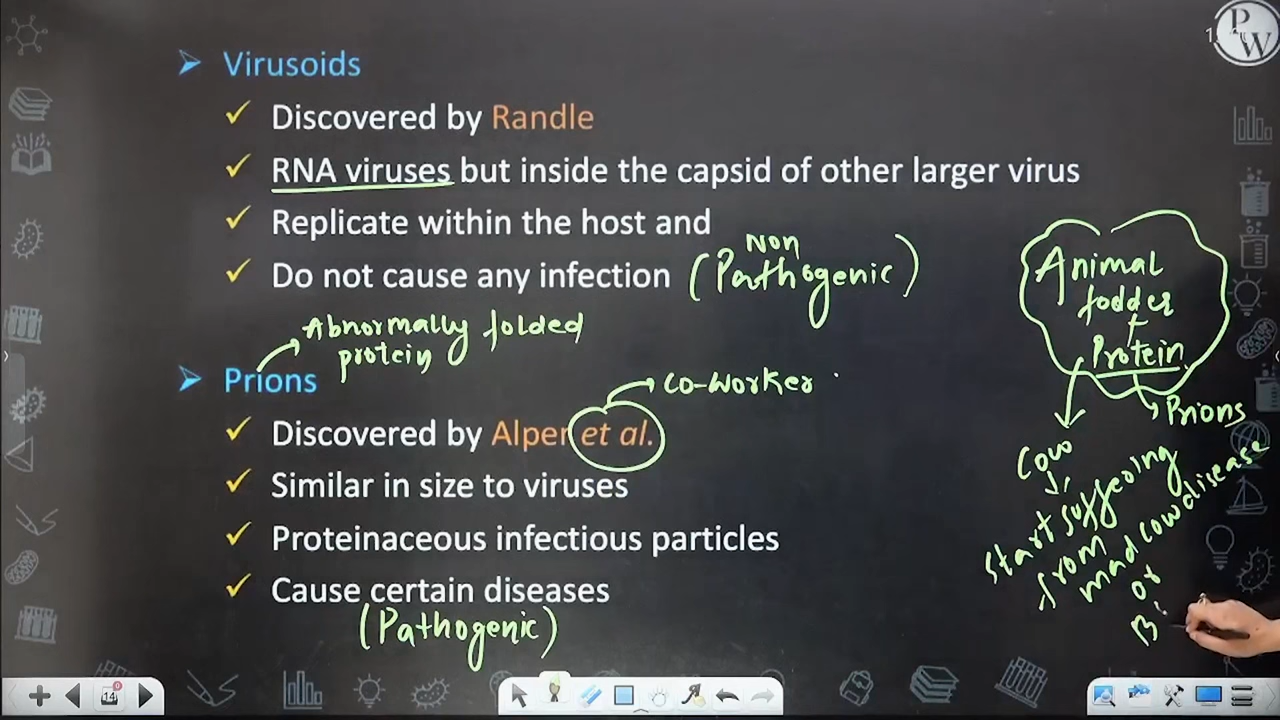 PW
Virusoids
✓ Discovered by Randle
✓ RNA viruses but inside the capsid of other larger virus
✓ Replicate within the host and
✓ Do not cause any infection (Non Pathogenic)
Abnormally folded
protein
Prions
✓ Discovered by Alper et al.
Co-worker
✓ Similar in size to viruses
✓ Proteinaceous infectious particles
✓ Cause certain diseases
(Pathogenic)
Animal
fodder
+
Protein
Prions
Cow
Start suffeoing
from
mad cow disease
or
B
14